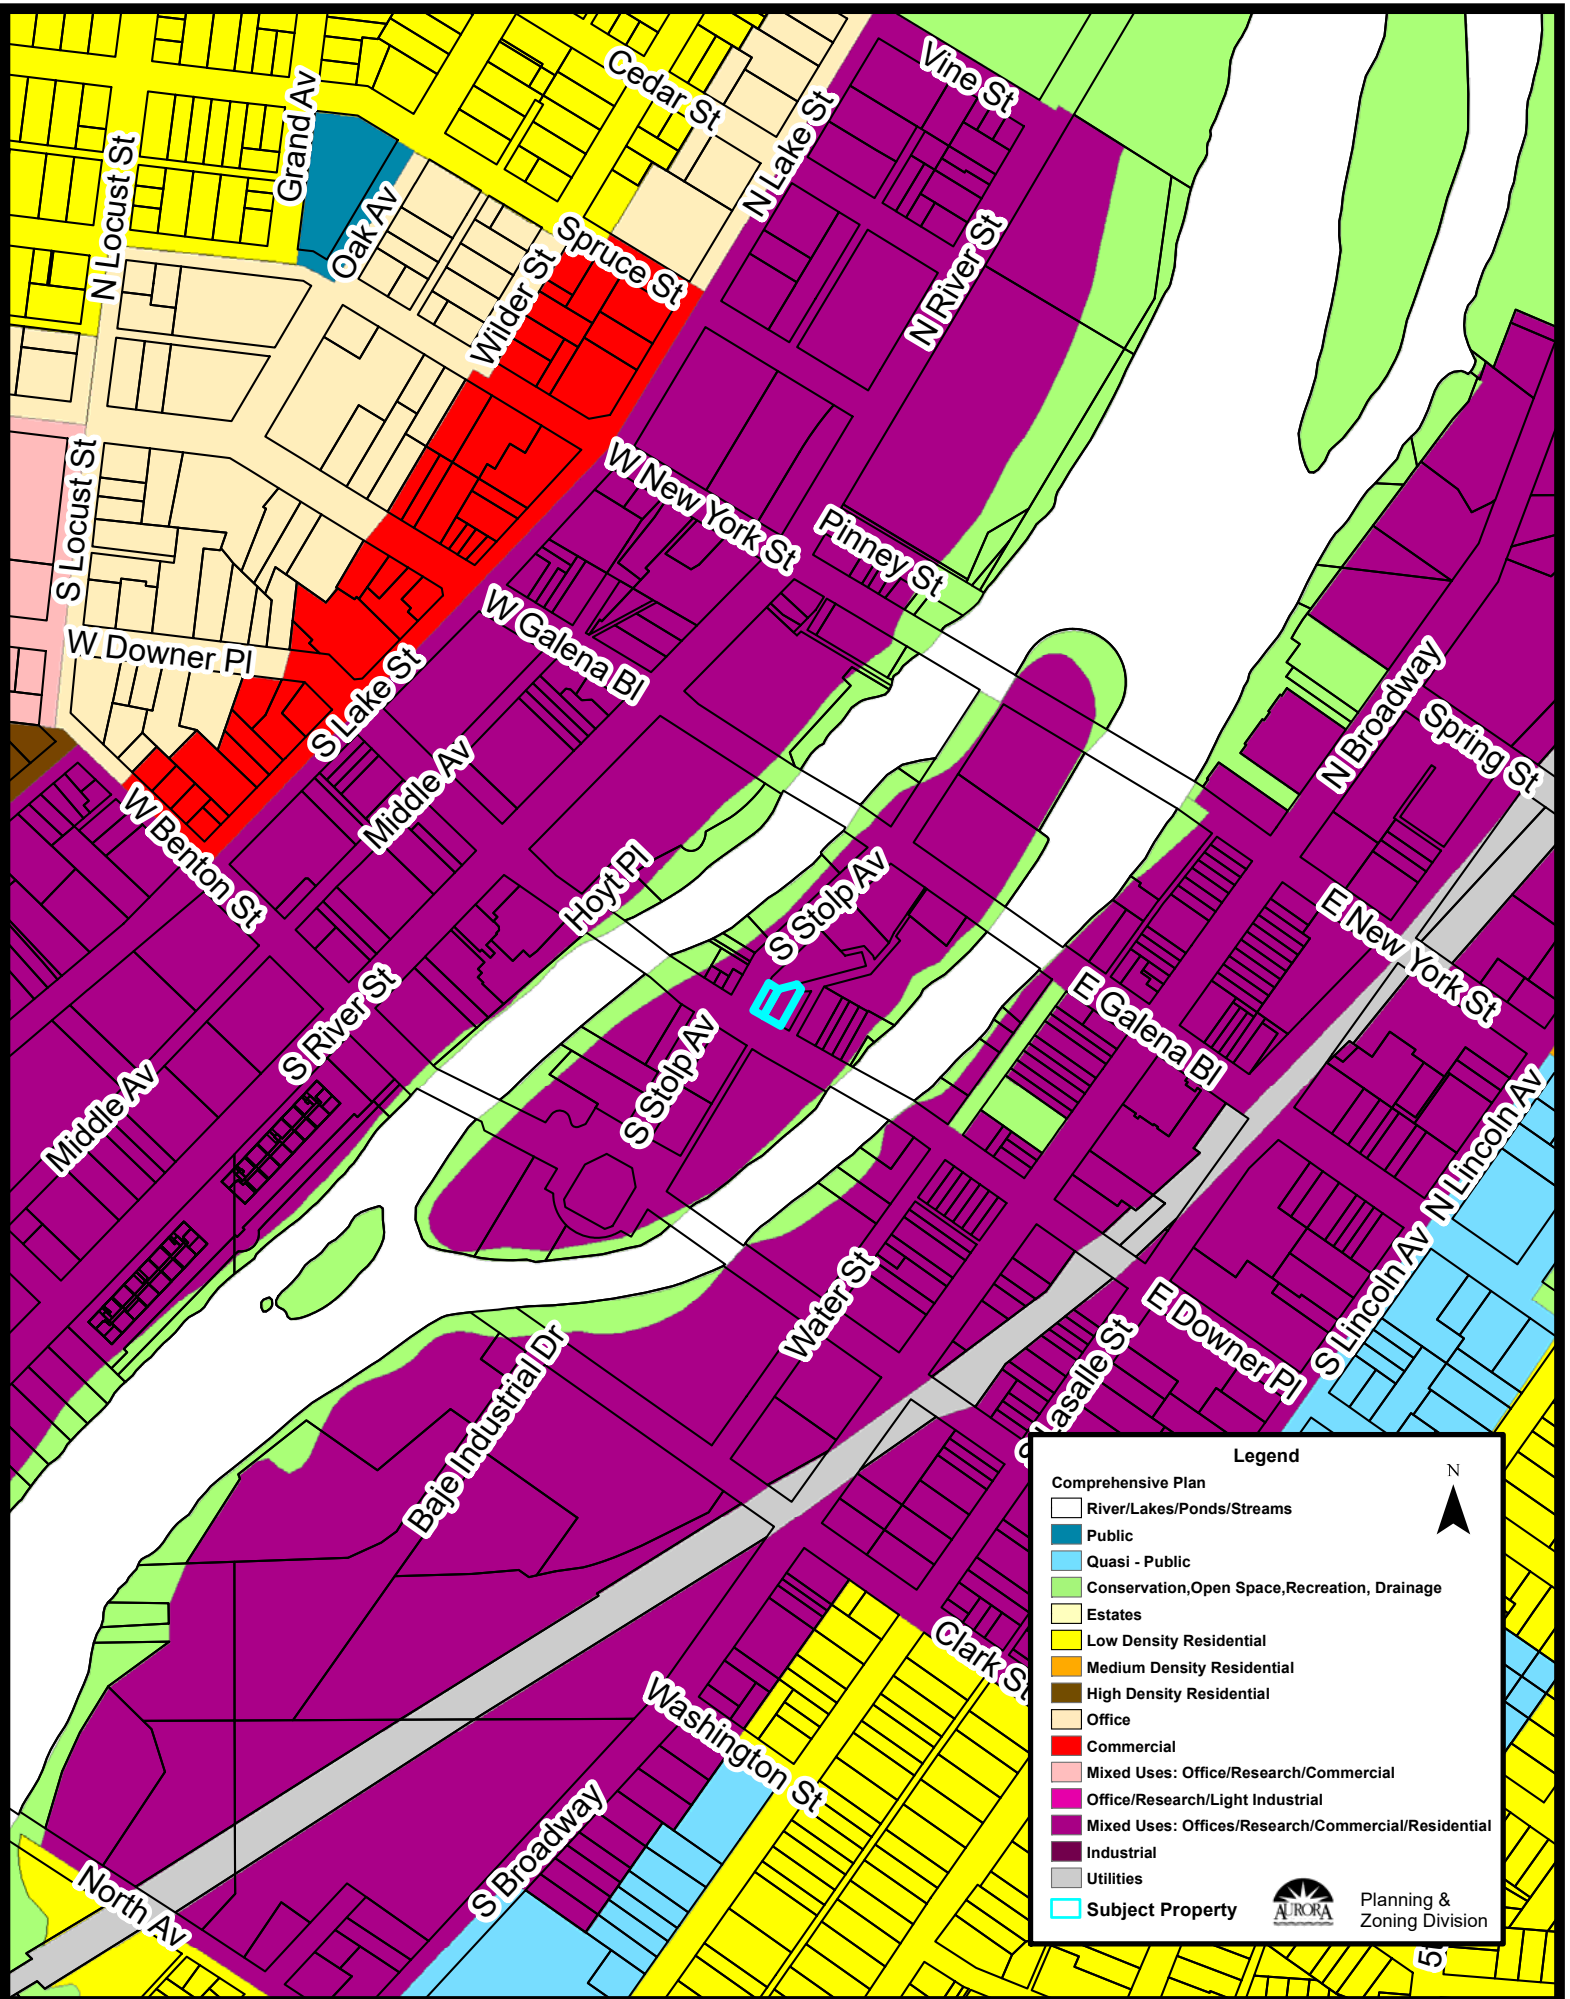 Vine St
Cedar St
Grand Av
N Lake St
N Locust St
Oak Av
Spruce St
N River St
Wilder St
W New York St
S Locust St
Pinney St
W Galena Bl
W Downer Pl
S Lake St
N Broadway
Spring St
Middle Av
W Benton St
Hoyt Pl
S Stolp Av
E New York St
S River St
E Galena Bl
S Stolp Av
Middle Av
N Lincoln Av
Water St
S Lincoln Av
E Downer Pl
Baje Industrial Dr
S Lasalle St
Clark St
Washington St
S Broadway
North Av
Legend
N
Comprehensive Plan
River/Lakes/Ponds/Streams
Public
Quasi - Public
Conservation,Open Space,Recreation, Drainage
Estates
Low Density Residential
Medium Density Residential
High Density Residential
Office
Commercial
Mixed Uses: Office/Research/Commercial
Office/Research/Light Industrial
Mixed Uses: Offices/Research/Commercial/Residential
Industrial
Utilities
Subject Property
AURORA
Planning &
Zoning Division